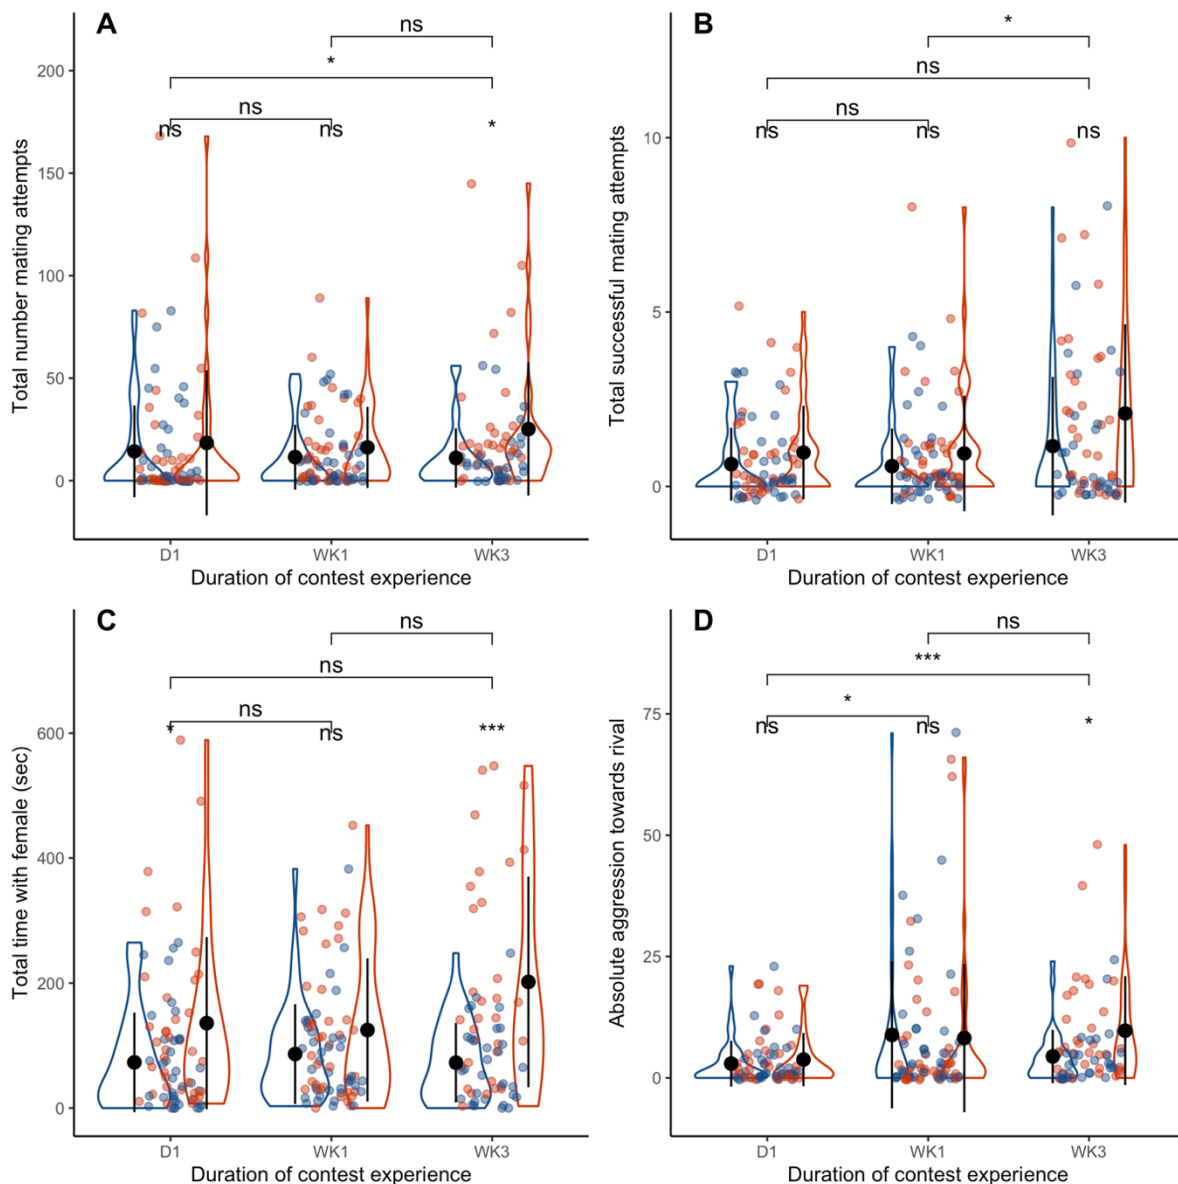 A
ns
*
200
ns
ns
ns
*
150
100
50
0
Total number mating attempts
D1
WK1
WK3
Duration of contest experience
B
*
ns
ns
10
ns
ns
ns
5
0
Total successful mating attempts
D1
WK1
WK3
Duration of contest experience
C
ns
ns
ns
600
*
ns
***
400
200
0
Total time with female (sec)
D1
WK1
WK3
Duration of contest experience
D
ns
***
*
75
ns
ns
*
50
25
0
Absolute aggression towards rival
D1
WK1
WK3
Duration of contest experience